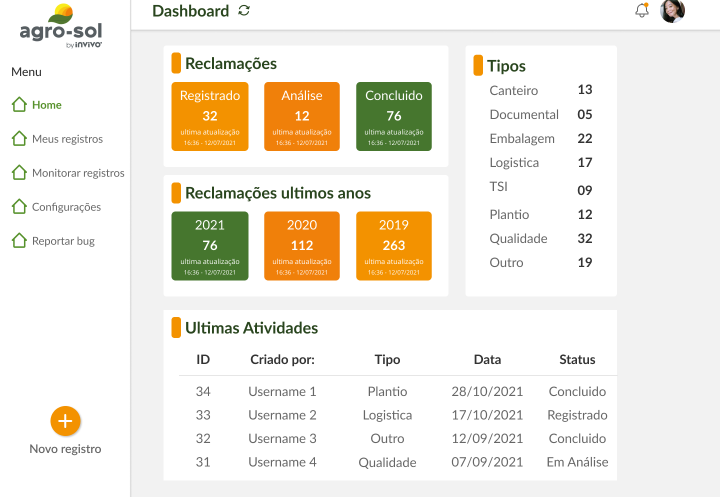 agro-sol
by invivo
Menu
Home
Meus registros
Monitorar registros
Configurações
Reportar bug
Novo registro
Dashboard
Reclamações
Registrado
32
ultima atualização
16:36 - 12/07/2021
Análise
12
ultima atualização
16:36 - 12/07/2021
Concluido
76
ultima atualização
16:36 - 12/07/2021
Tipos
Canteiro 13
Documental 05
Embalagem 22
Logistica 17
TSI 09
Plantio 12
Qualidade 32
Outro 19
Reclamações ultimos anos
2021
76
ultima atualização
16:36 - 12/07/2021
2020
112
ultima atualização
16:36 - 12/07/2021
2019
263
ultima atualização
16:36 - 12/07/2021
Ultimas Atividades
ID Criado por: Tipo Data Status
34 Username 1 Plantio 28/10/2021 Concluido
33 Username 2 Logistica 17/10/2021 Registrado
32 Username 3 Outro 12/09/2021 Concluido
31 Username 4 Qualidade 07/09/2021 Em Análise